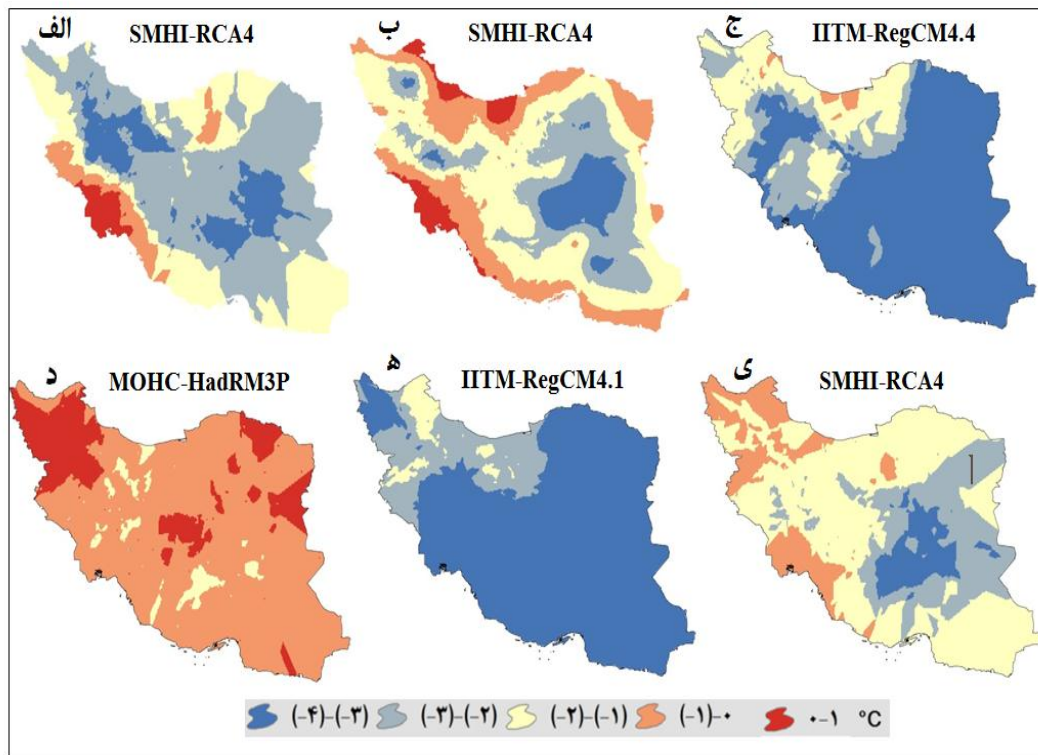 الف SMHI-RCA4
ب SMHI-RCA4
ج IITM-RegCM4.4
د MOHC-HadRM3P
ه IITM-RegCM4.1
ی SMHI-RCA4
(-۴)-(-۳) (-۳)-(-۲) (-۲)-(-۱) (-۱)-۰ ۰-۱ °C